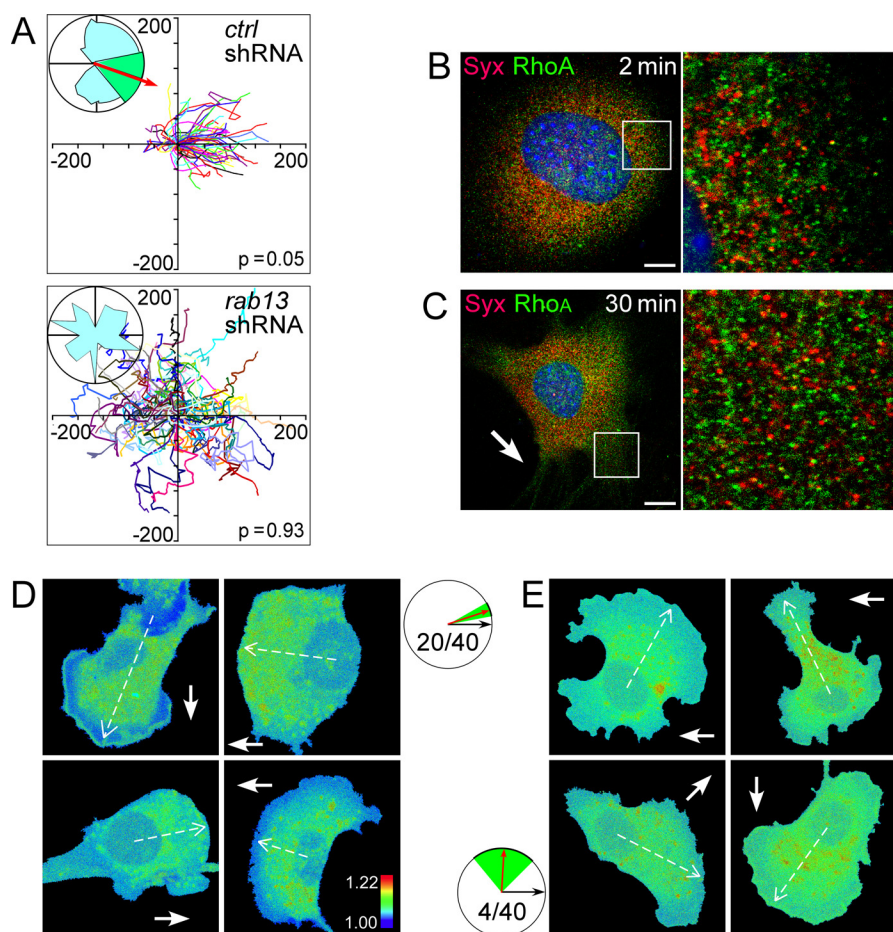 A
200
ctrl
shRNA
-200
200
-200
p=0.05
200
rab13
shRNA
-200
200
-200
p=0.93
B
Syx RhoA
2 min
C
Syx RhoA
30 min
D
20/40
E
1.22
1.00
4/40